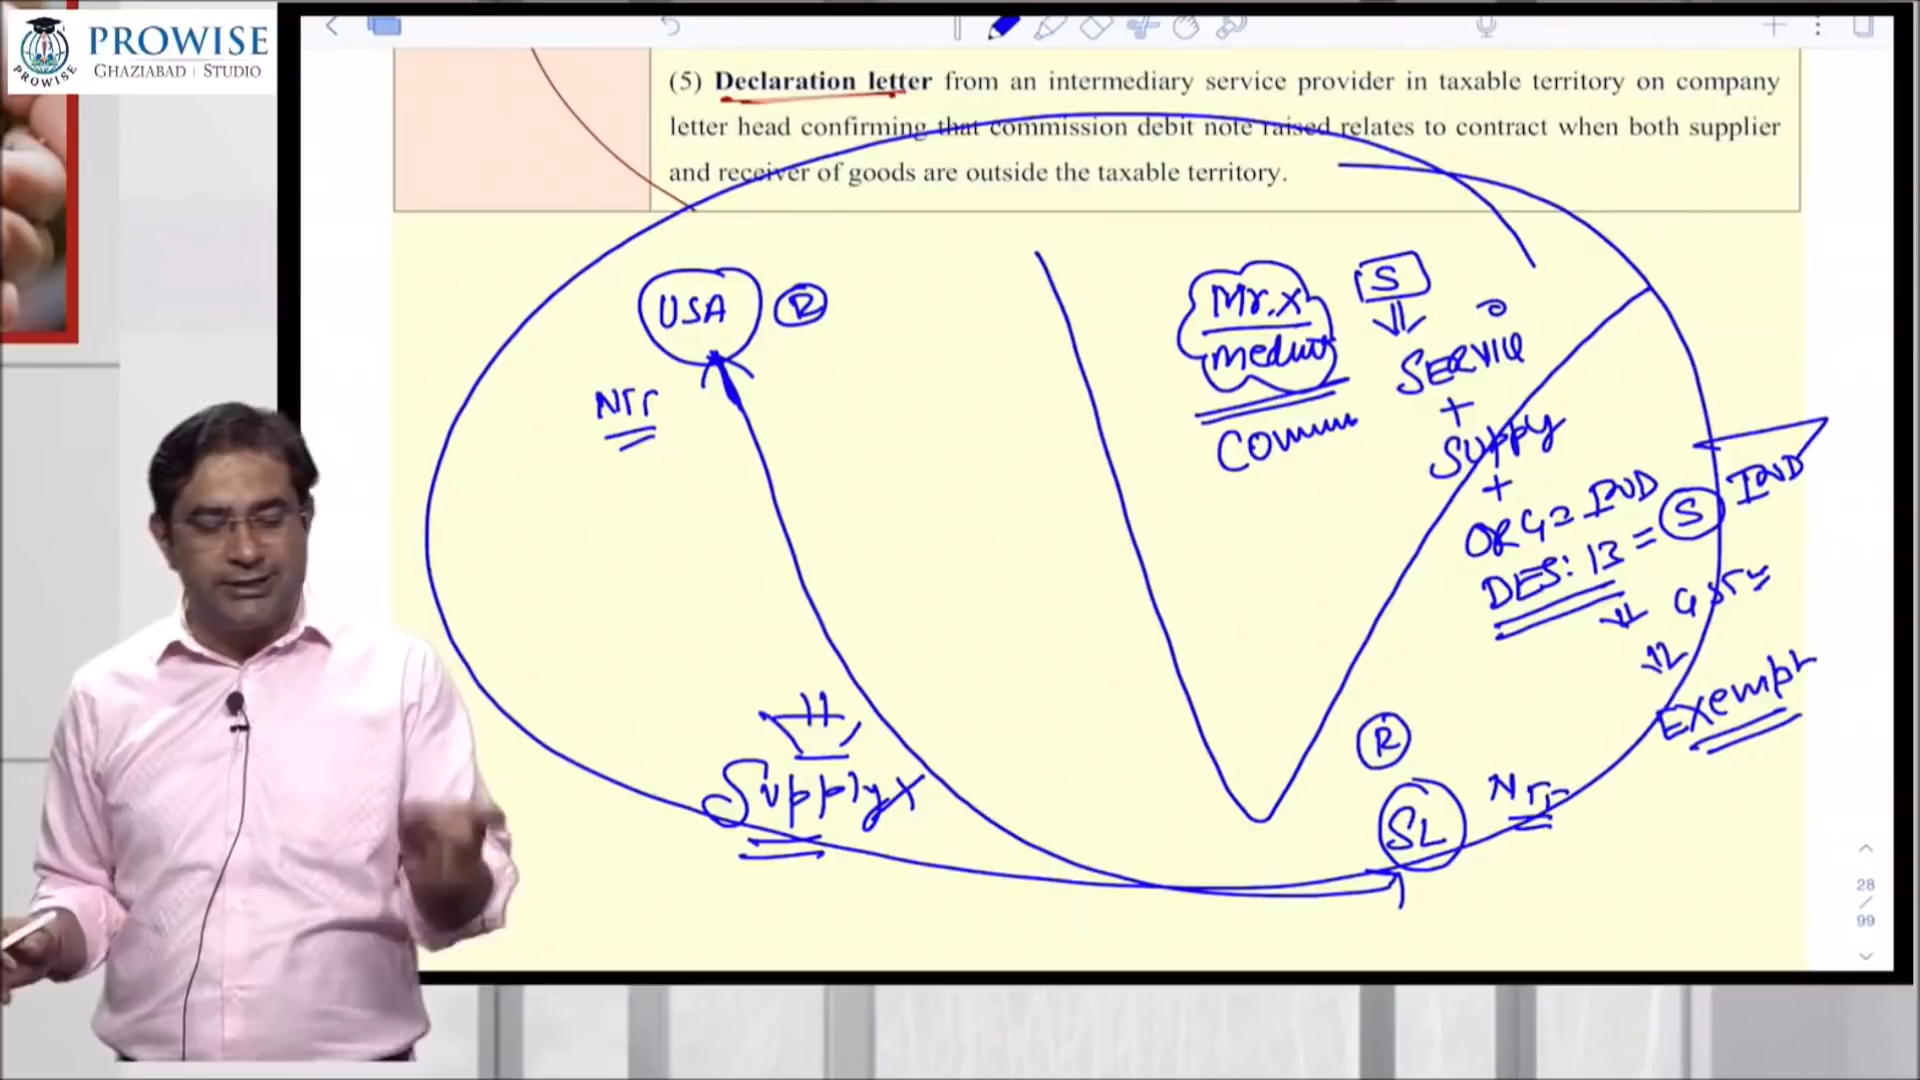 PROWISE
GHAZIABAD | STUDIO
PROWISE
(5) Declaration letter from an intermediary service provider in taxable territory on company
letter head confirming that commission debit note raised relates to contract when both supplier
and receiver of goods are outside the taxable territory.
USA
R
NTT
Mr.X
S
SERVICE
+
Supply
+
ORG = IND
DES: 13 = S
IND
GST
Exempt
Supply X
R
SL
NTT
28
/
99